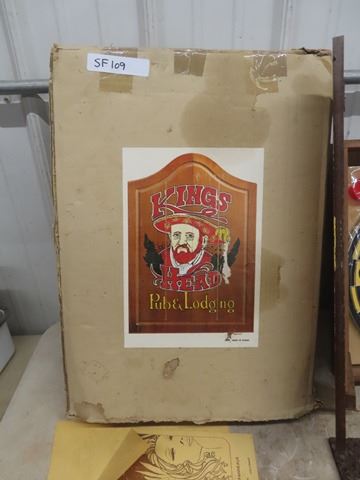 SF109
KINGS
HEAD
Pub & Lodging